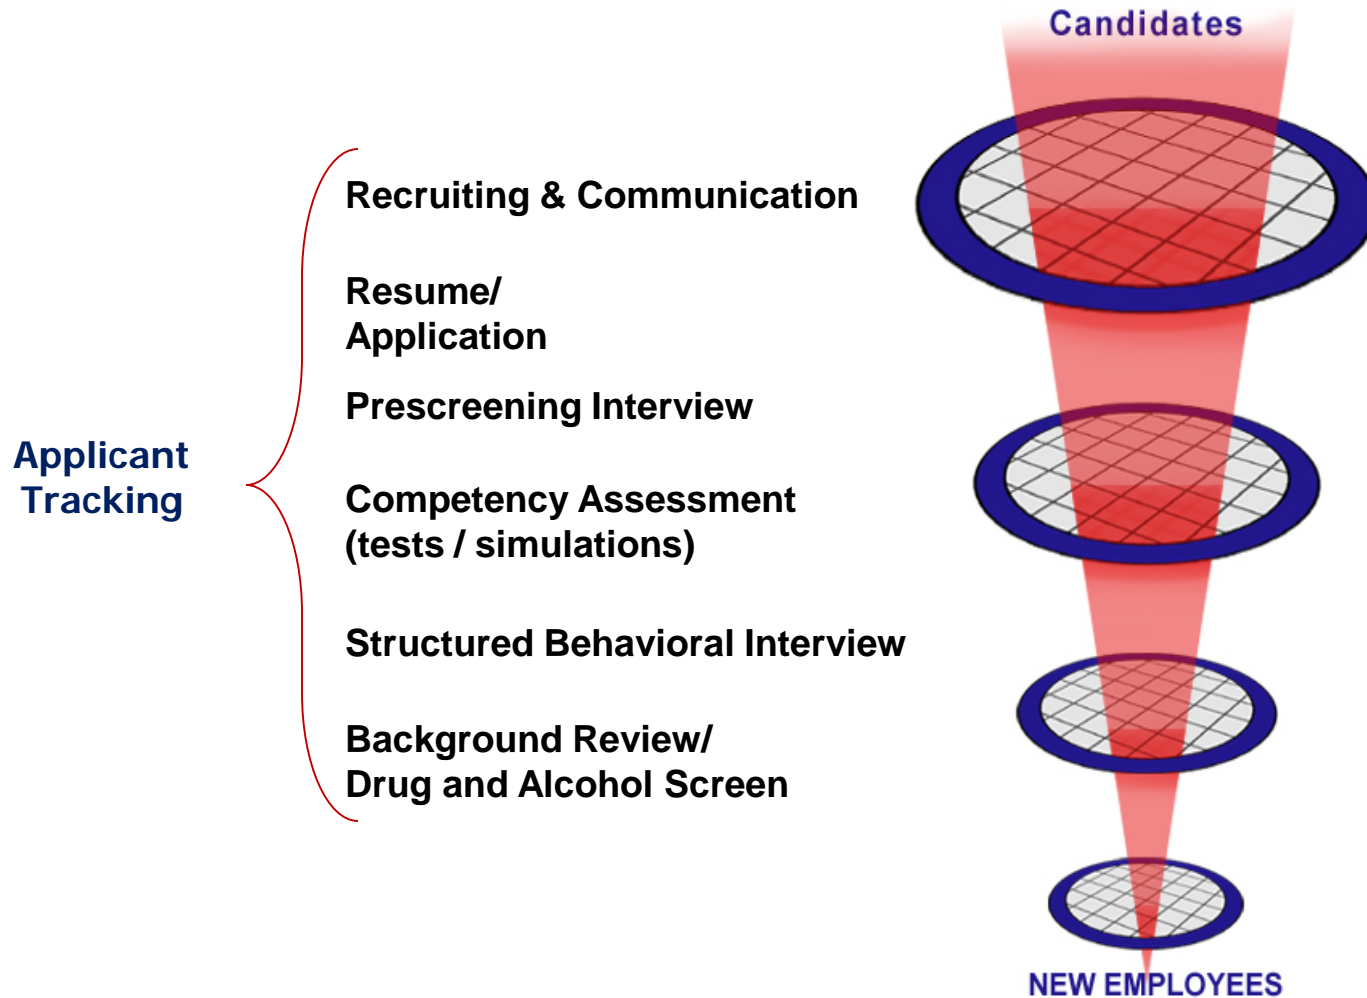 Candidates
Recruiting & Communication
Resume/
Application
Prescreening Interview
Applicant
Tracking
Competency Assessment
(tests / simulations)
Structured Behavioral Interview
Background Review/
Drug and Alcohol Screen
NEW EMPLOYEES